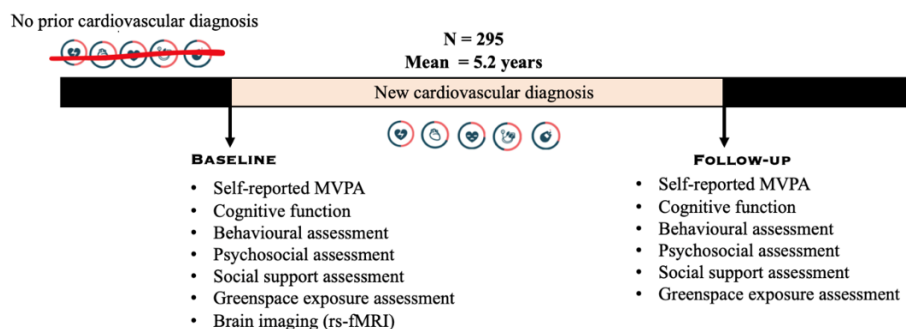 No prior cardiovascular diagnosis
N = 295
Mean = 5.2 years
New cardiovascular diagnosis
BASELINE
• Self-reported MVPA
• Cognitive function
• Behavioural assessment
• Psychosocial assessment
• Social support assessment
• Greenspace exposure assessment
• Brain imaging (rs-fMRI)
FOLLOW-UP
• Self-reported MVPA
• Cognitive function
• Behavioural assessment
• Psychosocial assessment
• Social support assessment
• Greenspace exposure assessment